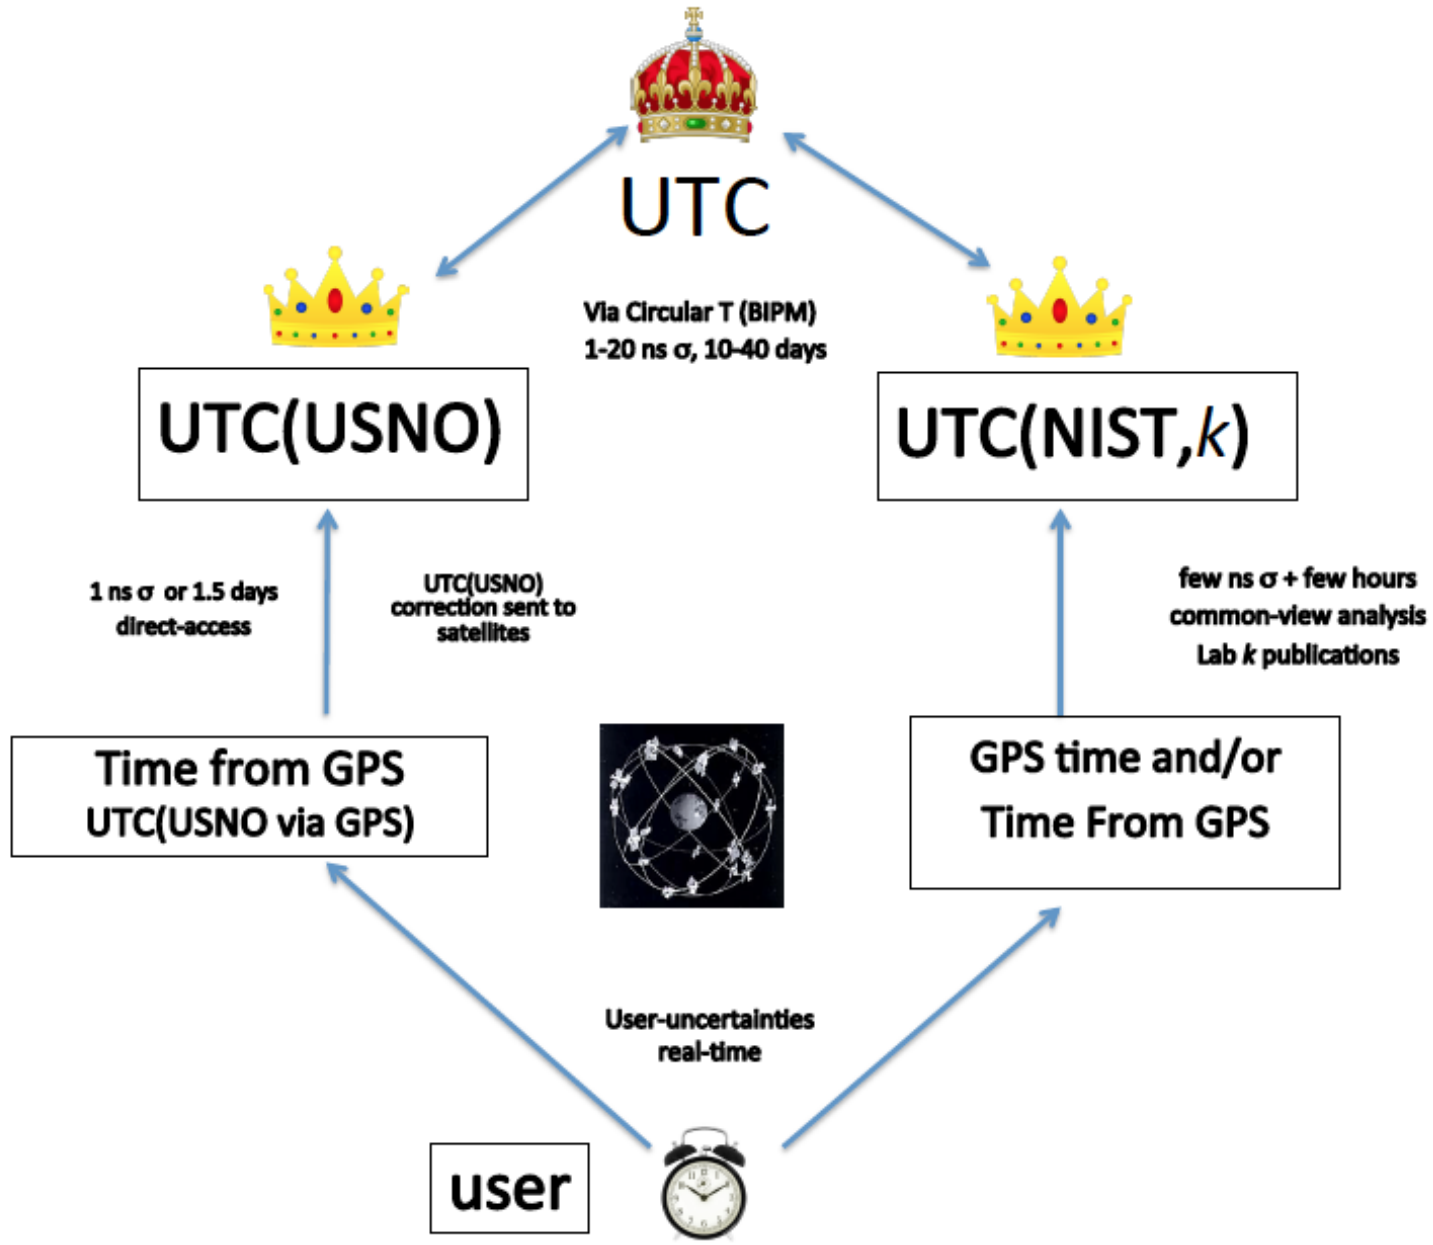 UTC
Via Circular T (BIPM)
1-20 ns σ, 10-40 days
UTC(USNO)
UTC(NIST,k)
1 ns σ or 1.5 days
direct-access
UTC(USNO)
correction sent to
satellites
few ns σ + few hours
common-view analysis
Lab k publications
Time from GPS
UTC(USNO via GPS)
GPS time and/or
Time From GPS
User-uncertainties
real-time
user